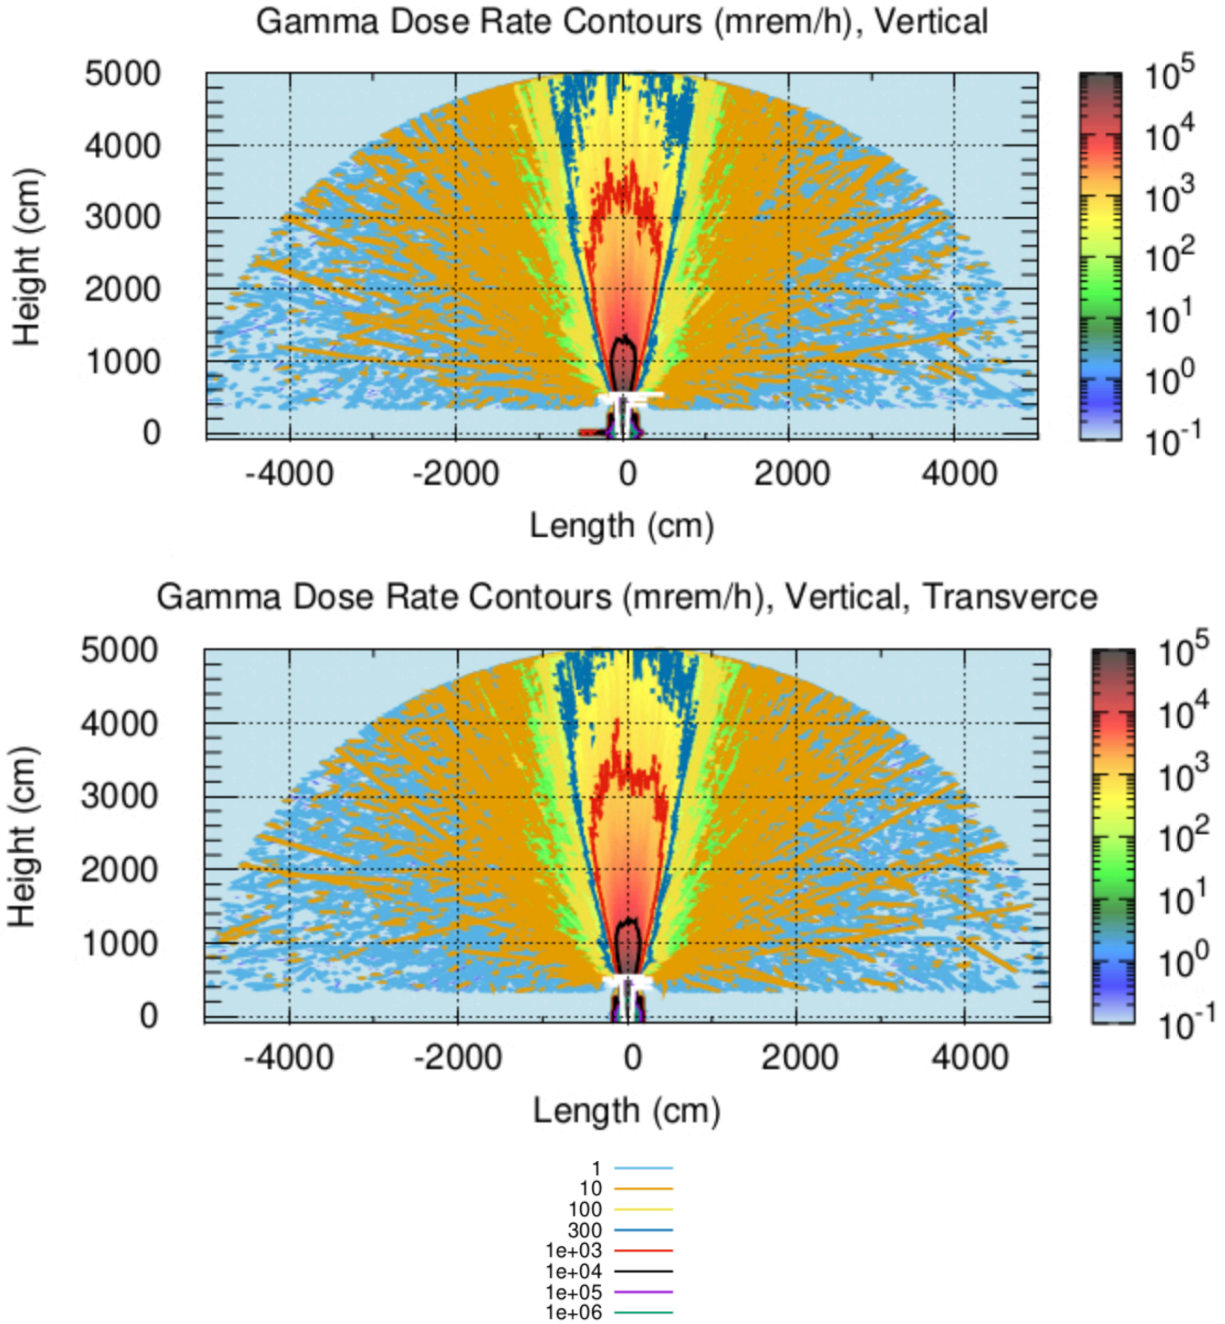 Gamma Dose Rate Contours (mrem/h), Vertical
5000
4000
3000
2000
1000
0
Height (cm)
-4000 -2000 0 2000 4000
Length (cm)
10^5
10^4
10^3
10^2
10^1
10^0
10^-1
Gamma Dose Rate Contours (mrem/h), Vertical, Transverce
5000
4000
3000
2000
1000
0
Height (cm)
-4000 -2000 0 2000 4000
Length (cm)
10^5
10^4
10^3
10^2
10^1
10^0
10^-1
1
10
100
300
1e+03
1e+04
1e+05
1e+06